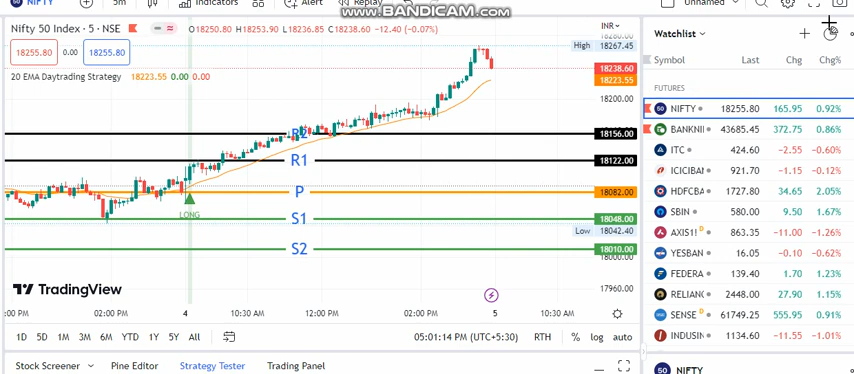 NIFTY
5m
Indicators
Alert
Replay
WWW.BANDICAM.COM
Unnamed
Nifty 50 Index · 5 · NSE
O18250.80 H18253.90 L18236.85 C18238.60 −12.40 (−0.07%)
18255.80 0.00 18255.80
20 EMA Daytrading Strategy 18223.55 0.00 0.00
INR
High 18267.45
18238.60
18223.55
18200.00
R2 18156.00
R1 18122.00
P 18082.00
LONG
S1 18048.00
Low 18042.40
S2 18010.00
18000.00
17960.00
TradingView
:00 PM 02:00 PM 4 10:30 AM 12:00 PM 02:00 PM 5 10:30 AM
1D 5D 1M 3M 6M YTD 1Y 5Y All 05:01:14 PM (UTC+5:30) RTH % log auto
Stock Screener Pine Editor Strategy Tester Trading Panel
Watchlist
Symbol Last Chg Chg%
FUTURES
NIFTY 18255.80 165.95 0.92%
BANKNI 43685.45 372.75 0.86%
ITC 424.60 −2.55 −0.60%
ICICIBAI 921.70 −1.15 −0.12%
HDFCBA 1727.80 34.65 2.05%
SBIN 580.00 9.50 1.67%
AXIS1! D 863.35 −11.00 −1.26%
YESBAN 16.05 −0.10 −0.62%
FEDERA 139.40 1.70 1.23%
RELIAN 2448.00 27.90 1.15%
SENSE D 61749.25 555.95 0.91%
INDUSIN 1134.60 −11.55 −1.01%
50 NIFTY